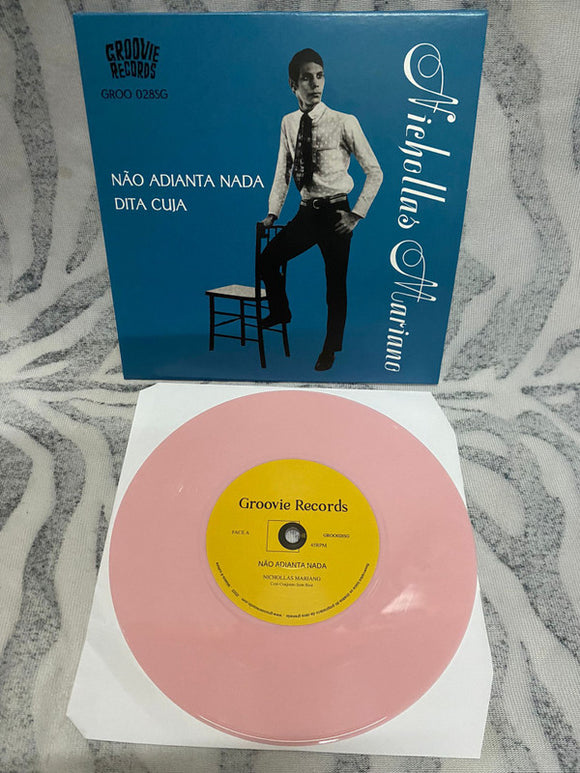 GROOVIE
RECORDS
GROO 028SG
NÃO ADIANTA NADA
DITA CUJA
Nichollas Mariano
Groovie Records
FACE A
GROO028SG
45RPM
NÃO ADIANTA NADA
NICHOLLAS MARIANO